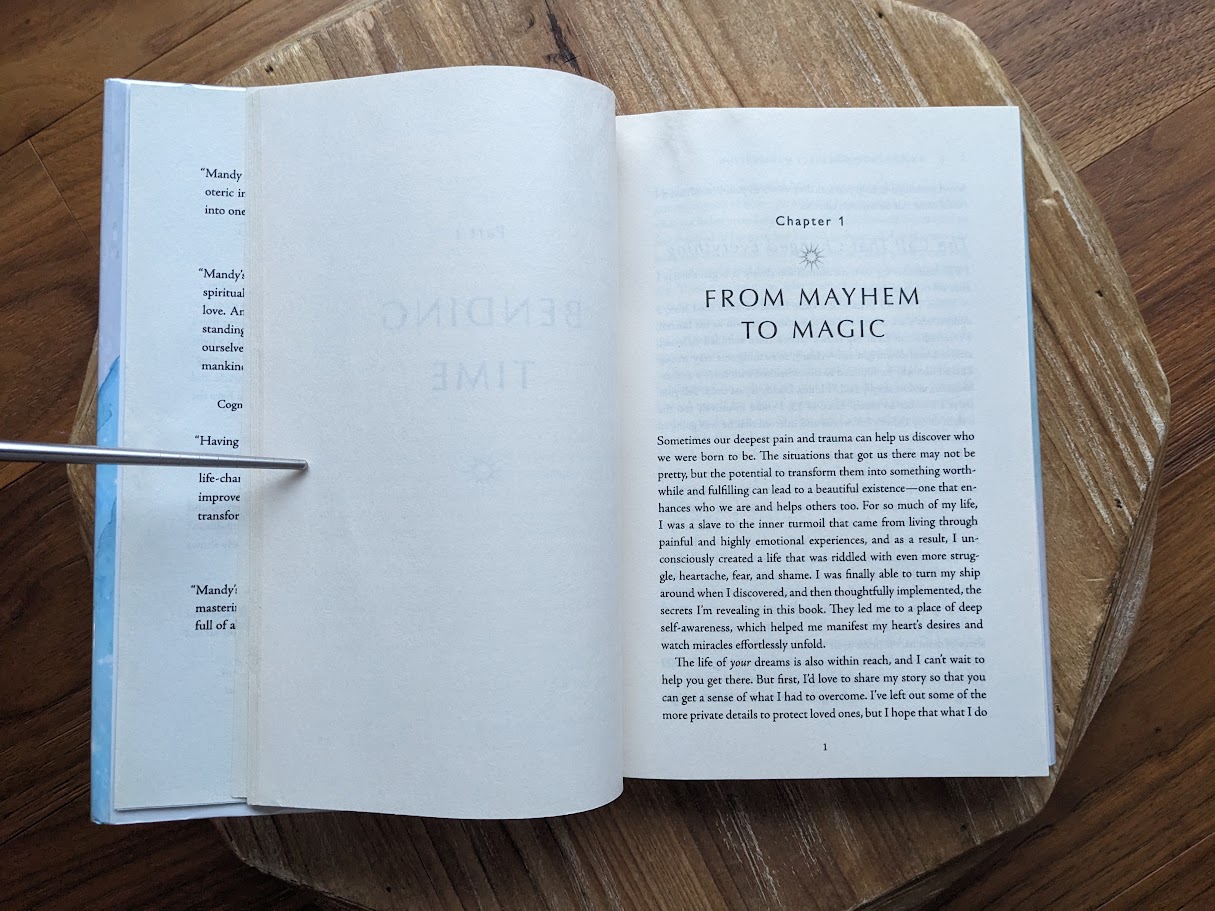 “Mandy
oteric in
into one
“Mandy’s
spiritual
love. An
standing
ourselve
mankin
Cogn
“Having
life-chan
improve
transfor
“Mandy’s
masterin
full of a
Part 1
BENDING
TIME
Chapter 1
The Call That Changed Everything
FROM MAYHEM
TO MAGIC
Sometimes our deepest pain and trauma can help us discover who
we were born to be. The situations that got us there may not be
pretty, but the potential to transform them into something worth-
while and fulfilling can lead to a beautiful existence—one that en-
hances who we are and helps others too. For so much of my life,
I was a slave to the inner turmoil that came from living through
painful and highly emotional experiences, and as a result, I un-
consciously created a life that was riddled with even more strug-
gle, heartache, fear, and shame. I was finally able to turn my ship
around when I discovered, and then thoughtfully implemented, the
secrets I’m revealing in this book. They led me to a place of deep
self-awareness, which helped me manifest my heart’s desires and
watch miracles effortlessly unfold.
The life of your dreams is also within reach, and I can’t wait to
help you get there. But first, I’d love to share my story so that you
can get a sense of what I had to overcome. I’ve left out some of the
more private details to protect loved ones, but I hope that what I do
1